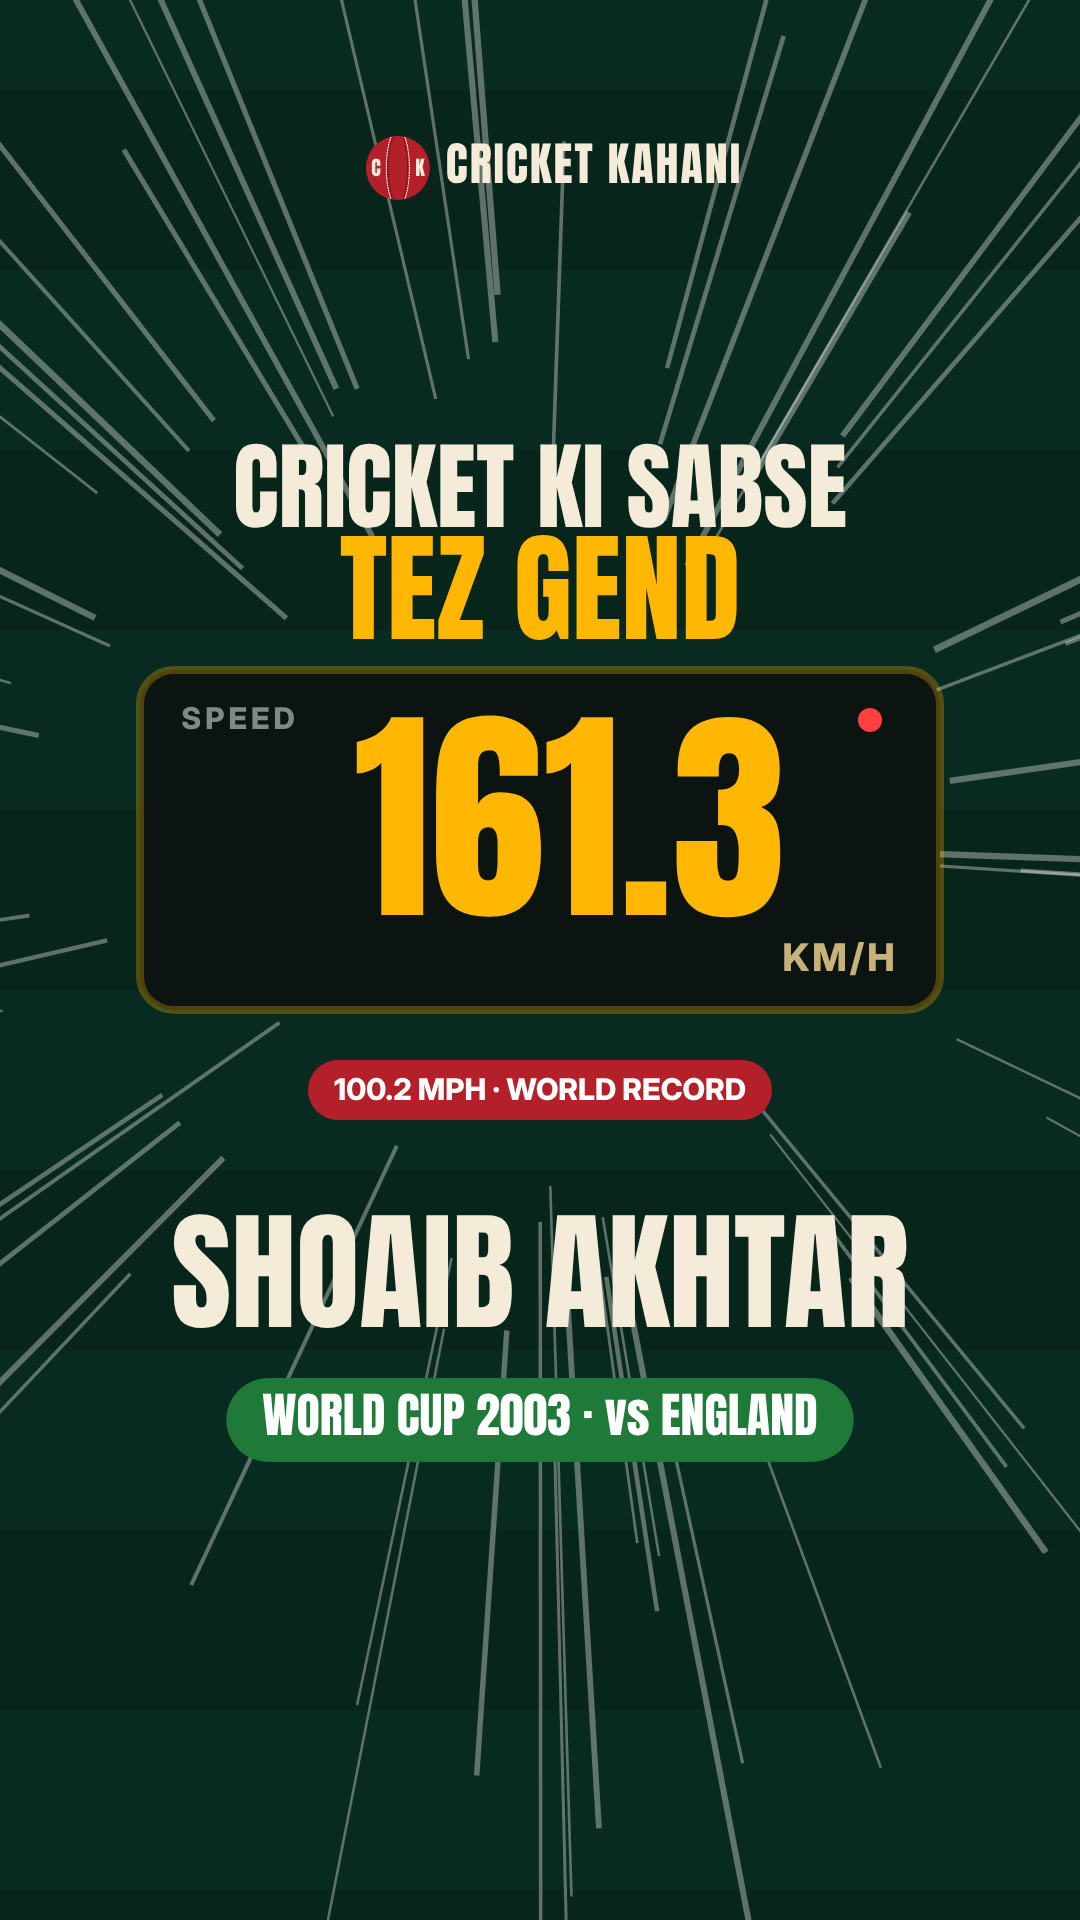 C K CRICKET KAHANI
CRICKET KI SABSE
TEZ GEND
SPEED
161.3
KM/H
100.2 MPH · WORLD RECORD
SHOAIB AKHTAR
WORLD CUP 2003 · vs ENGLAND